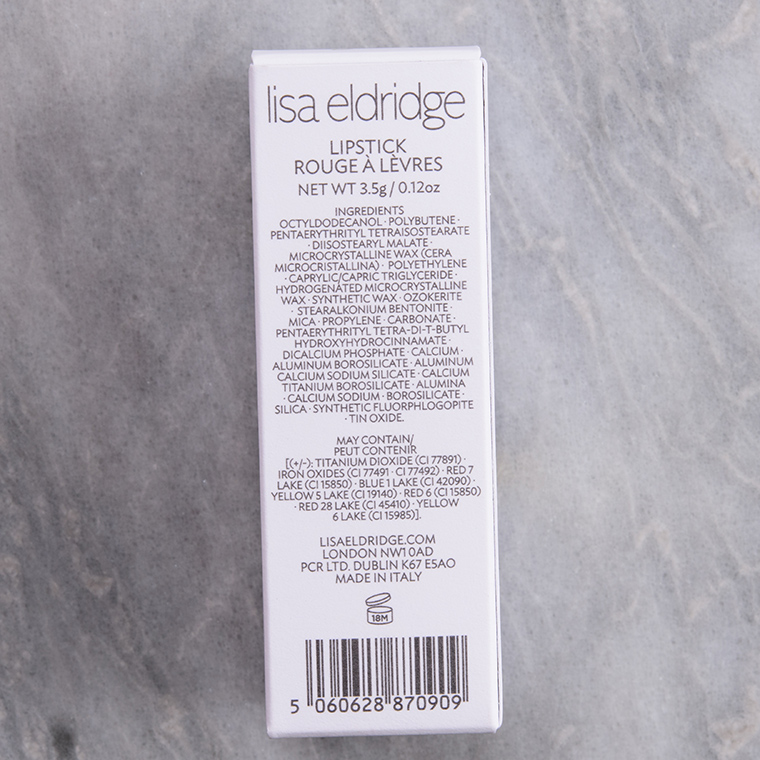 lisa eldridge
LIPSTICK
ROUGE À LÈVRES
NET WT 3.5g / 0.12oz
INGREDIENTS
OCTYLDODECANOL · POLYBUTENE ·
PENTAERYTHRITYL TETRAISOSTEARATE
· DIISOSTEARYL MALATE ·
MICROCRYSTALLINE WAX (CERA
MICROCRISTALLINA) · POLYETHYLENE
· CAPRYLIC/CAPRIC TRIGLYCERIDE ·
HYDROGENATED MICROCRYSTALLINE
WAX · SYNTHETIC WAX · OZOKERITE
· STEARALKONIUM BENTONITE ·
MICA · PROPYLENE · CARBONATE ·
PENTAERYTHRITYL TETRA-DI-T-BUTYL
HYDROXYHYDROCINNAMATE ·
DICALCIUM PHOSPHATE · CALCIUM ·
ALUMINUM BOROSILICATE · ALUMINUM
CALCIUM SODIUM SILICATE · CALCIUM
TITANIUM BOROSILICATE · ALUMINA
· CALCIUM SODIUM · BOROSILICATE ·
SILICA · SYNTHETIC FLUORPHLOGOPITE
· TIN OXIDE.
MAY CONTAIN/
PEUT CONTENIR
[(+/-): TITANIUM DIOXIDE (CI 77891) ·
IRON OXIDES (CI 77491 · CI 77492) · RED 7
LAKE (CI 15850) · BLUE 1 LAKE (CI 42090) ·
YELLOW 5 LAKE (CI 19140) · RED 6 (CI 15850)
· RED 28 LAKE (CI 45410) · YELLOW
6 LAKE (CI 15985)].
LISAELDRIDGE.COM
LONDON NW1 0AD
PCR LTD. DUBLIN K67 E5A0
MADE IN ITALY
18M
5 060628 870909